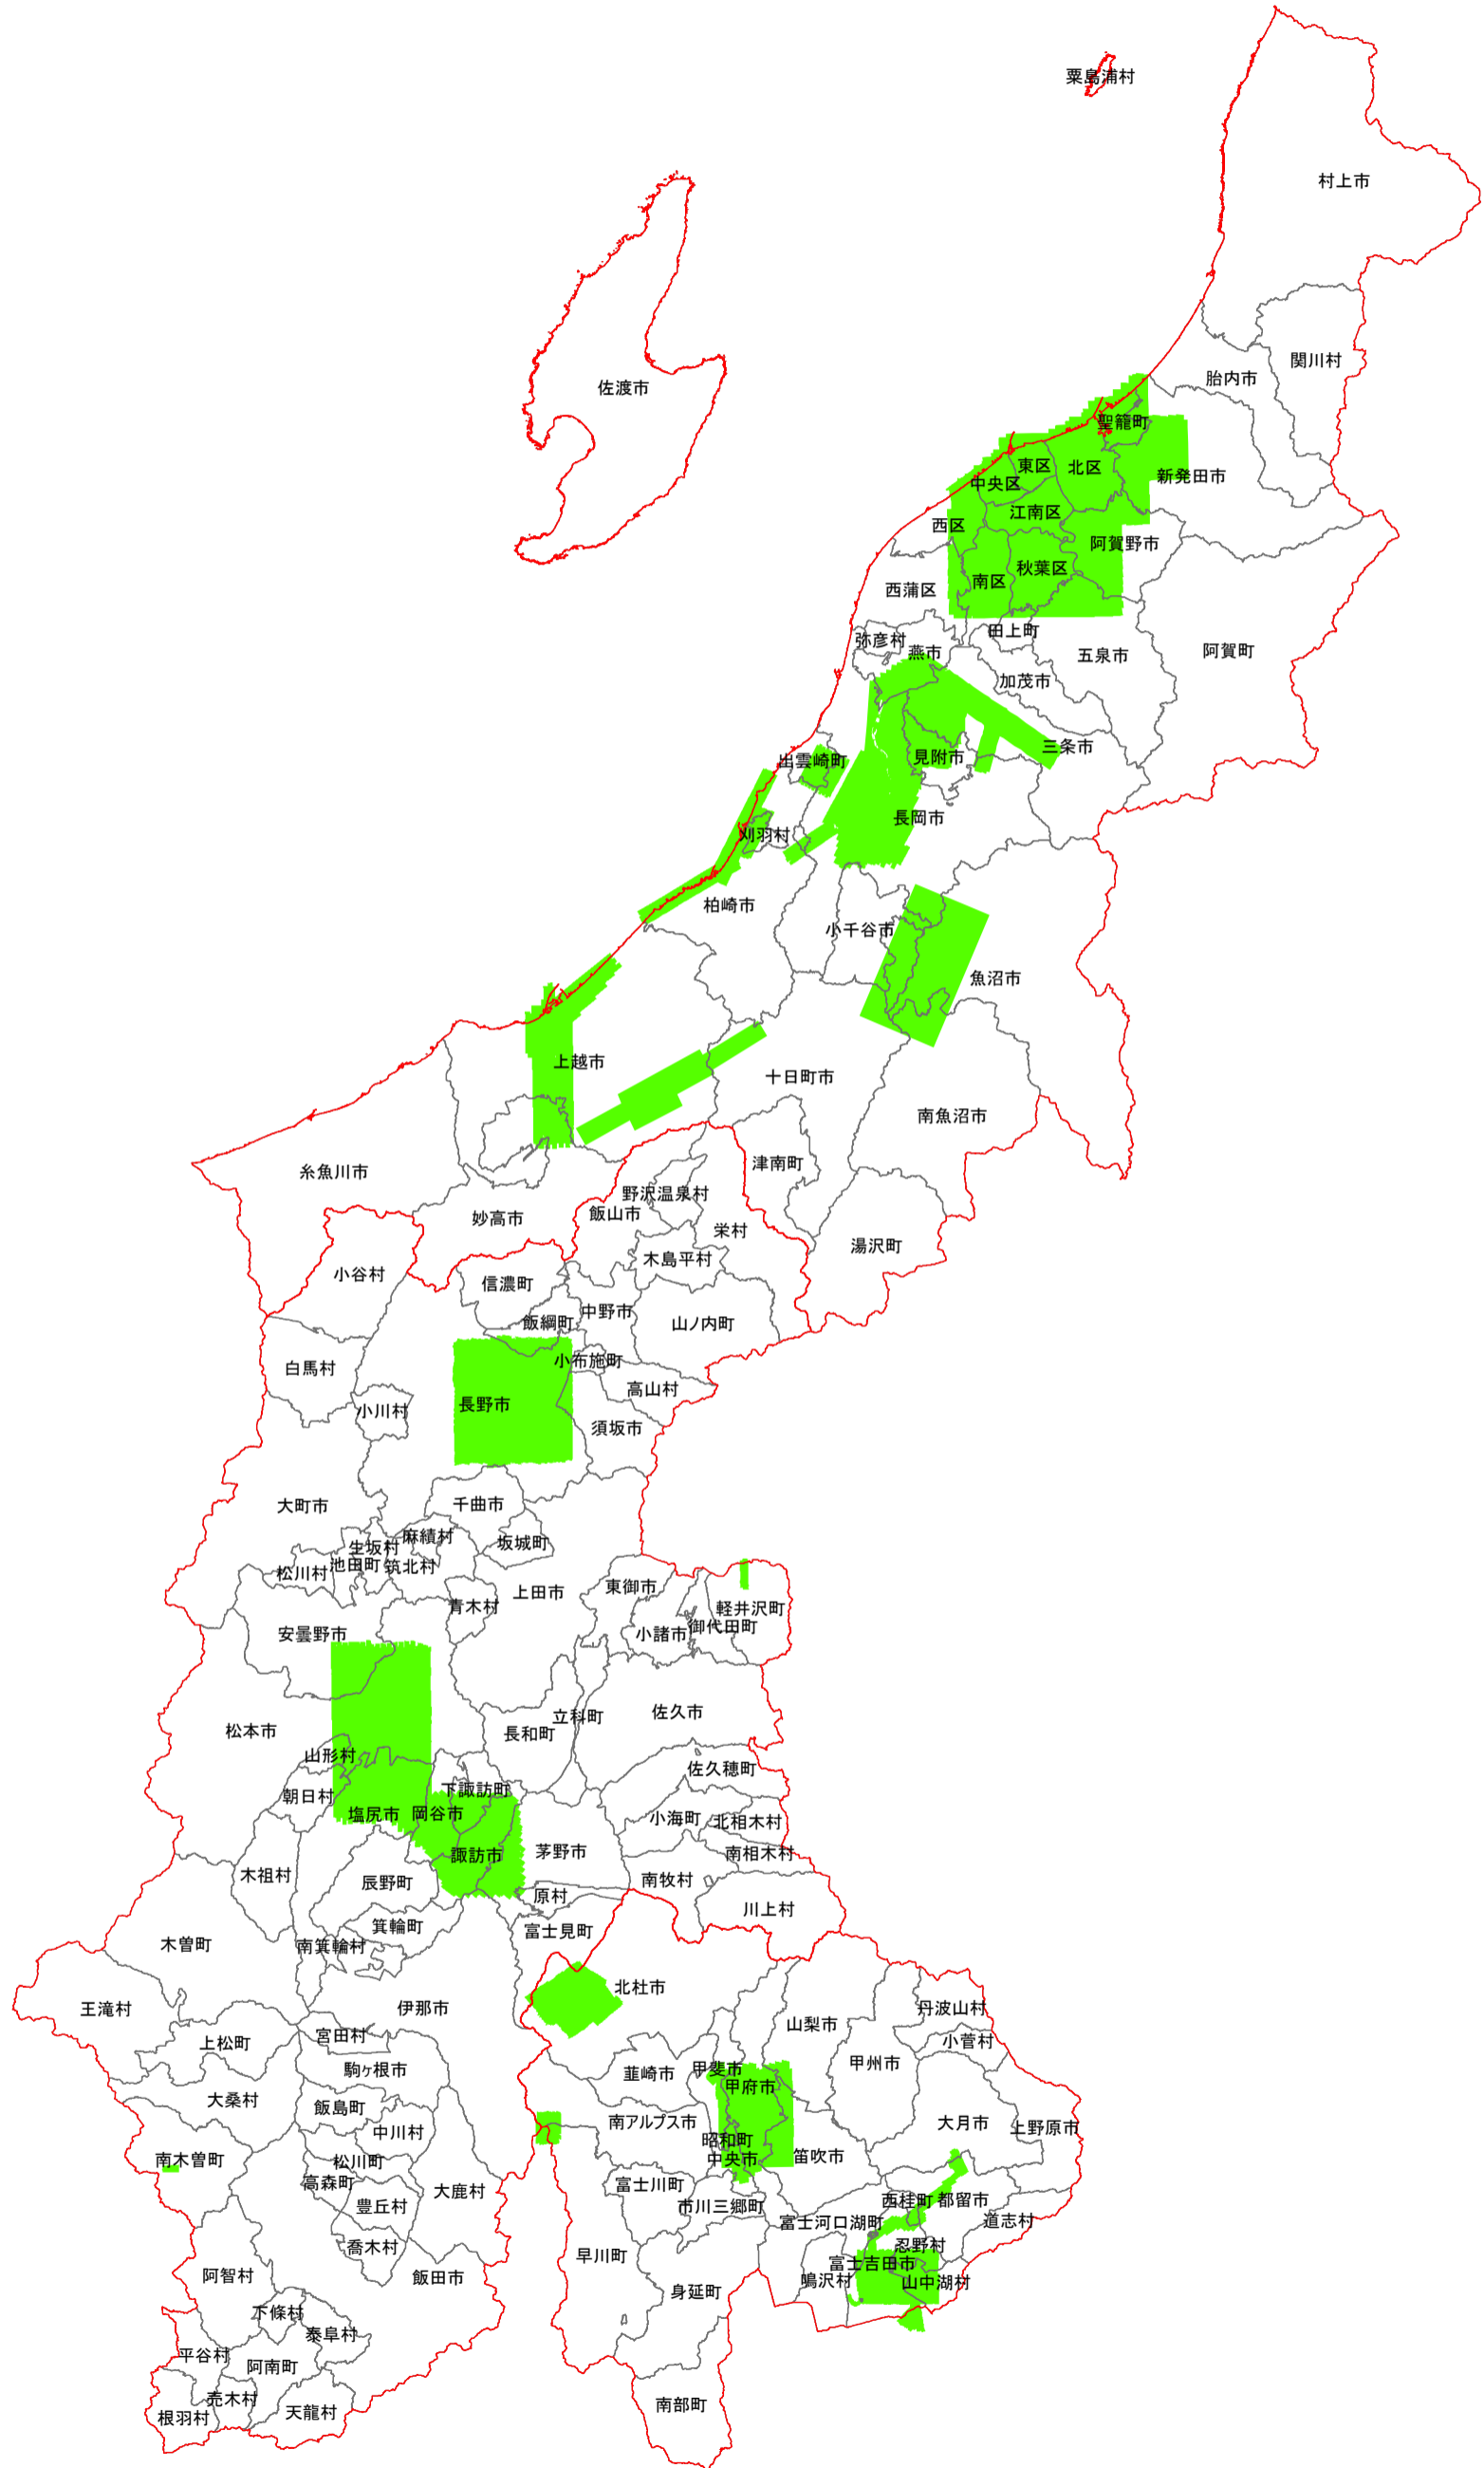 粟島浦村
村上市
関川村
佐渡市
胎内市
聖籠町
東区
北区
新発田市
中央区
江南区
西区
阿賀野市
秋葉区
南区
西蒲区
田上町
弥彦村
燕市
阿賀町
五泉市
加茂市
三条市
見附市
出雲崎町
長岡市
刈羽村
柏崎市
小千谷市
魚沼市
上越市
十日町市
南魚沼市
津南町
糸魚川市
野沢温泉村
飯山市
妙高市
栄村
湯沢町
木島平村
小谷村
信濃町
中野市
飯綱町
山ノ内町
小布施町
白馬村
高山村
長野市
小川村
須坂市
千曲市
大町市
麻績村
坂城町
生坂村
池田町
筑北村
松川村
東御市
上田市
青木村
軽井沢町
御代田町
小諸市
安曇野市
佐久市
立科町
松本市
長和町
山形村
佐久穂町
下諏訪町
朝日村
塩尻市
岡谷市
小海町
北相木村
茅野市
諏訪市
南相木村
木祖村
南牧村
辰野町
原村
川上村
箕輪町
富士見町
木曽町
南箕輪村
北杜市
王滝村
伊那市
丹波山村
山梨市
宮田村
小菅村
上松町
甲州市
駒ヶ根市
韮崎市
甲斐市
甲府市
大桑村
飯島町
南アルプス市
大月市
上野原市
中川村
昭和町
笛吹市
中央市
南木曽町
松川町
高森町
富士川町
大鹿村
西桂町
都留市
豊丘村
市川三郷町
道志村
富士河口湖町
忍野村
喬木村
早川町
富士吉田市
阿智村
飯田市
鳴沢村
山中湖村
身延町
下條村
泰阜村
平谷村
阿南町
売木村
南部町
天龍村
根羽村